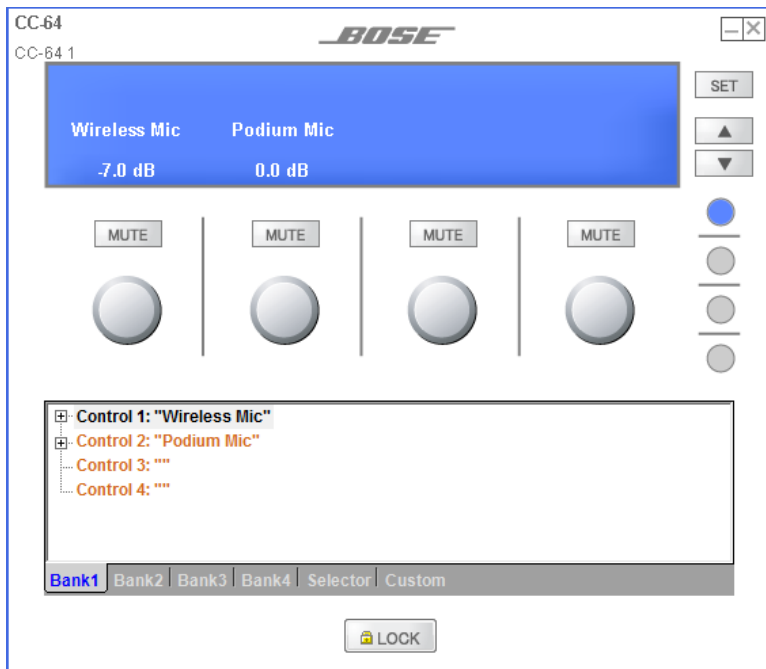 CC-64
BOSE
CC-64 1
SET
Wireless Mic Podium Mic
-7.0 dB 0.0 dB
MUTE MUTE MUTE MUTE
Control 1: "Wireless Mic"
Control 2: "Podium Mic"
Control 3: ""
Control 4: ""
Bank1 Bank2 Bank3 Bank4 Selector Custom
LOCK